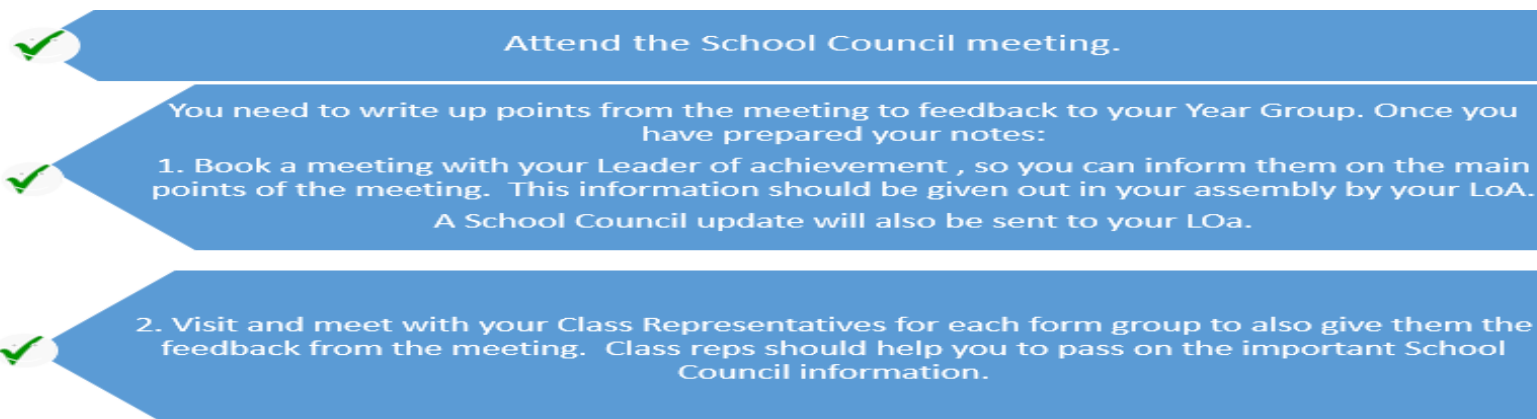 Attend the School Council meeting.
You need to write up points from the meeting to feedback to your Year Group. Once you
have prepared your notes:
1. Book a meeting with your Leader of achievement , so you can inform them on the main
points of the meeting.  This information should be given out in your assembly by your LoA.
A School Council update will also be sent to your LOa.
2. Visit and meet with your Class Representatives for each form group to also give them the
feedback from the meeting.  Class reps should help you to pass on the important School
Council information.